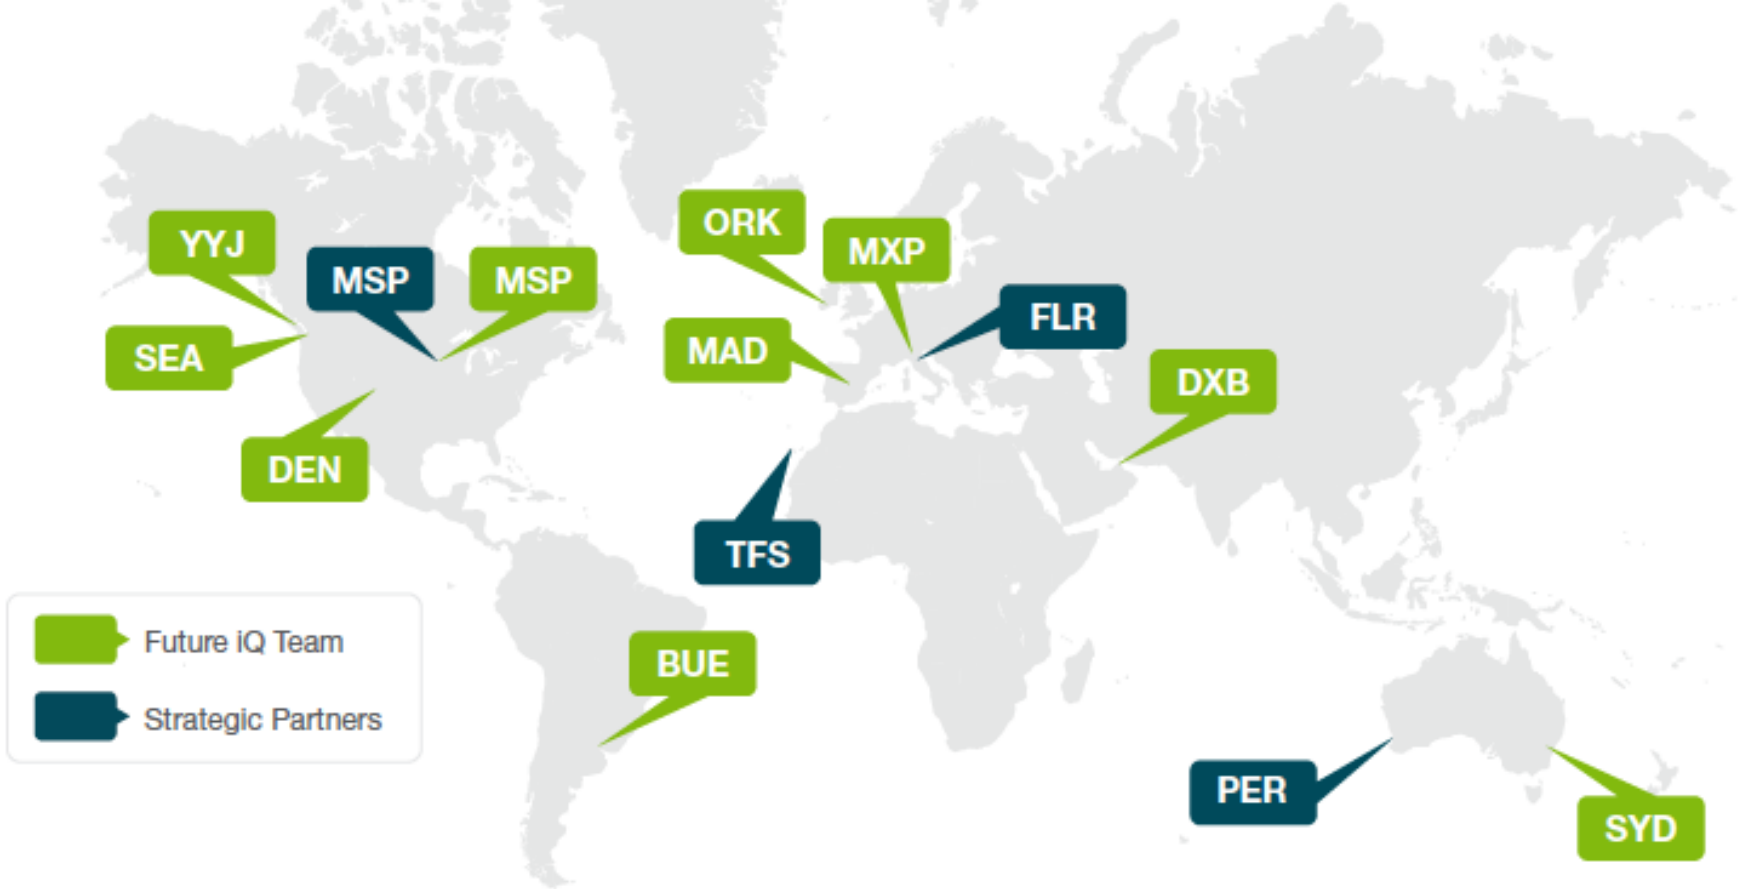 YYJ
MSP
MSP
SEA
DEN
ORK
MXP
FLR
MAD
DXB
TFS
BUE
PER
SYD
Future iQ Team
Strategic Partners